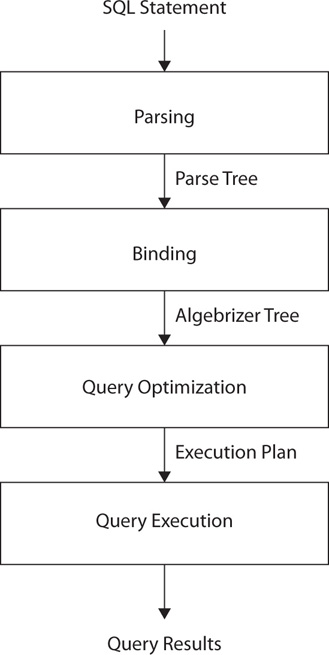 SQL Statement
Parsing
Parse Tree
Binding
Algebrizer Tree
Query Optimization
Execution Plan
Query Execution
Query Results